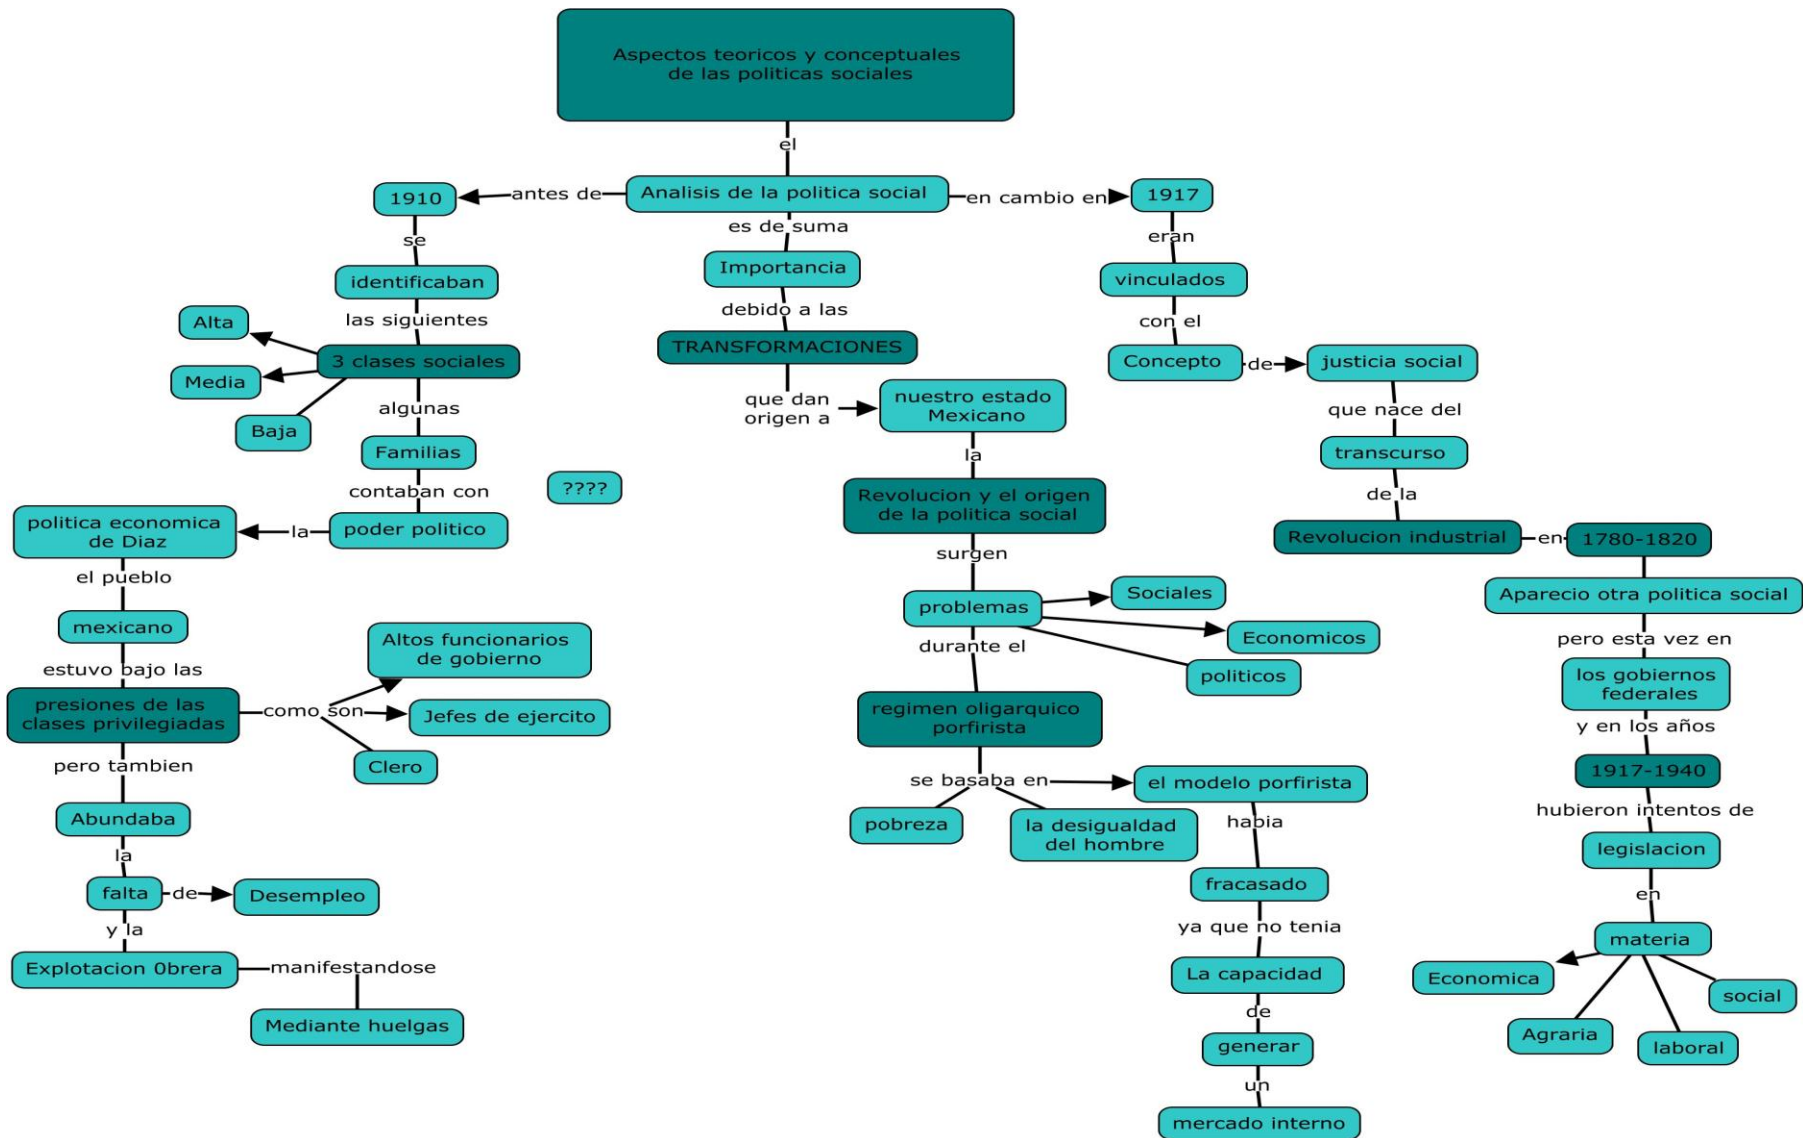 Aspectos teoricos y conceptuales
de las politicas sociales
el
Analisis de la politica social
antes de
1910
se
identificaban
las siguientes
3 clases sociales
Alta
Media
Baja
algunas
Familias
contaban con
poder politico
la
politica economica
de Diaz
el pueblo
mexicano
estuvo bajo las
presiones de las
clases privilegiadas
como son
Altos funcionarios
de gobierno
Jefes de ejercito
Clero
pero tambien
Abundaba
la
falta
de
Desempleo
y la
Explotacion 0brera
manifestandose
Mediante huelgas
????
es de suma
Importancia
debido a las
TRANSFORMACIONES
que dan
origen a
nuestro estado
Mexicano
la
Revolucion y el origen
de la politica social
surgen
problemas
Sociales
Economicos
politicos
durante el
regimen oligarquico
porfirista
se basaba en
pobreza
la desigualdad
del hombre
el modelo porfirista
habia
fracasado
ya que no tenia
La capacidad
de
generar
un
mercado interno
en cambio en
1917
eran
vinculados
con el
Concepto
de
justicia social
que nace del
transcurso
de la
Revolucion industrial
en
1780-1820
Aparecio otra politica social
pero esta vez en
los gobiernos
federales
y en los años
1917-1940
hubieron intentos de
legislacion
en
materia
Economica
Agraria
laboral
social